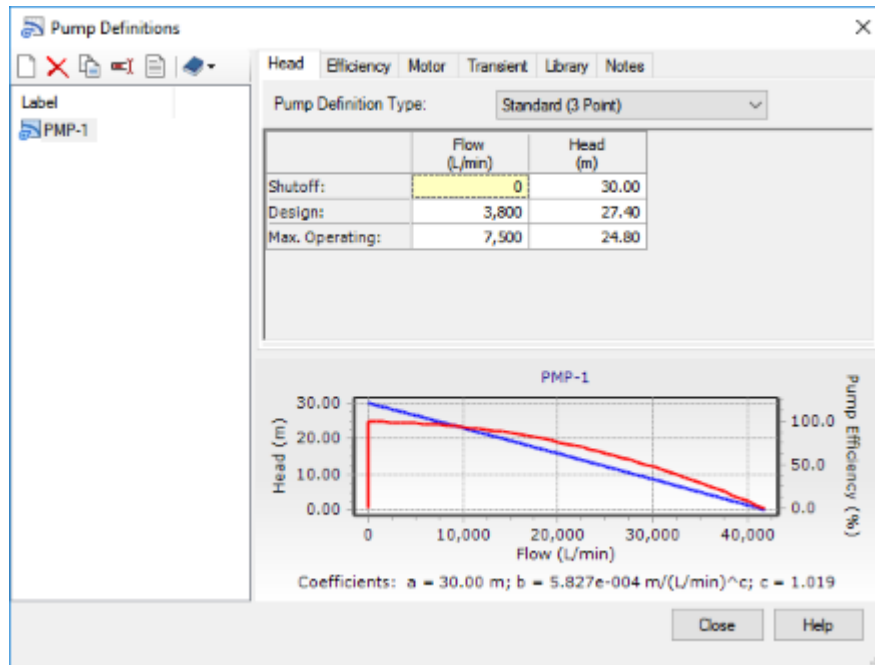 Pump Definitions
Label
PMP-1
Head Efficiency Motor Transient Library Notes
Pump Definition Type: Standard (3 Point)
Flow (L/min) Head (m)
Shutoff: 0 30.00
Design: 3,800 27.40
Max. Operating: 7,500 24.80
PMP-1
Head (m)
30.00
20.00
10.00
0.00
100.0
50.0
0.0
Pump Efficiency (%)
0 10,000 20,000 30,000 40,000
Flow (L/min)
Coefficients: a = 30.00 m; b = 5.827e-004 m/(L/min)^c; c = 1.019
Close Help